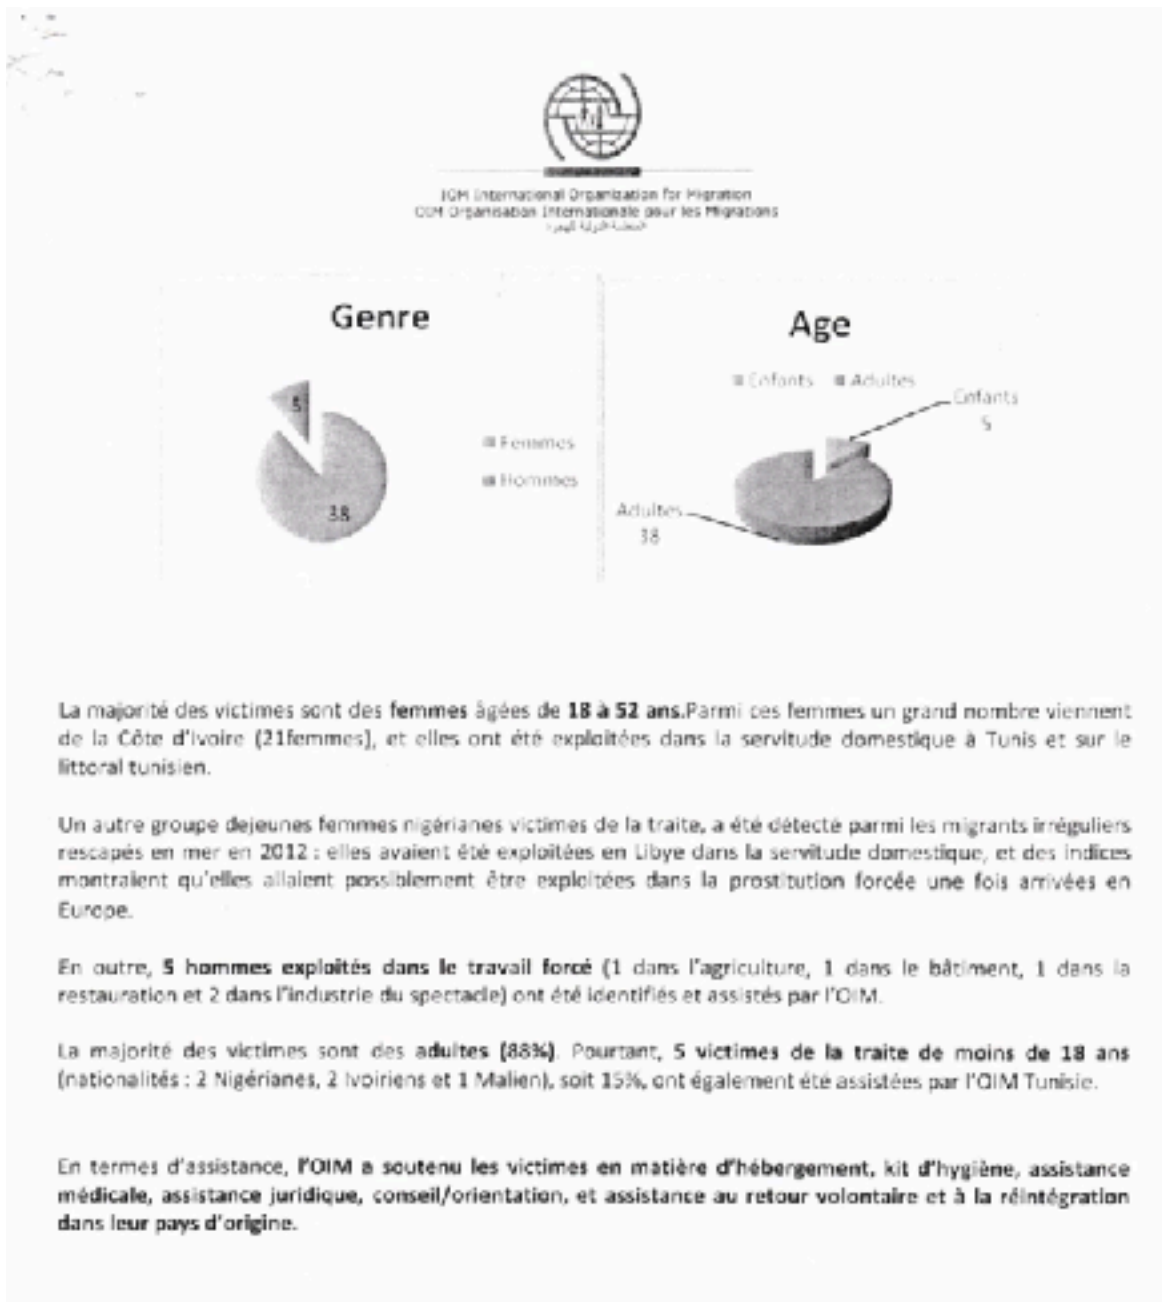 IOM International Organization for Migration
OIM Organisation Internationale pour les Migrations
المنظمة الدولية للهجرة
Genre
5
38
Femmes
Hommes
Age
Enfants Adultes
Enfants
5
Adultes
38
La majorité des victimes sont des femmes âgées de 18 à 52 ans.Parmi ces femmes un grand nombre viennent
de la Côte d'Ivoire (21femmes), et elles ont été exploitées dans la servitude domestique à Tunis et sur le
littoral tunisien.
Un autre groupe dejeunes femmes nigérianes victimes de la traite, a été détecté parmi les migrants irréguliers
rescapés en mer en 2012 : elles avaient été exploitées en Libye dans la servitude domestique, et des indices
montraient qu'elles allaient possiblement être exploitées dans la prostitution forcée une fois arrivées en
Europe.
En outre, 5 hommes exploités dans le travail forcé (1 dans l'agriculture, 1 dans le bâtiment, 1 dans la
restauration et 2 dans l'industrie du spectacle) ont été identifiés et assistés par l'OIM.
La majorité des victimes sont des adultes (88%). Pourtant, 5 victimes de la traite de moins de 18 ans
(nationalités : 2 Nigérianes, 2 Ivoiriens et 1 Malien), soit 15%, ont également été assistées par l'OIM Tunisie.
En termes d'assistance, l'OIM a soutenu les victimes en matière d'hébergement, kit d'hygiène, assistance
médicale, assistance juridique, conseil/orientation, et assistance au retour volontaire et à la réintégration
dans leur pays d'origine.